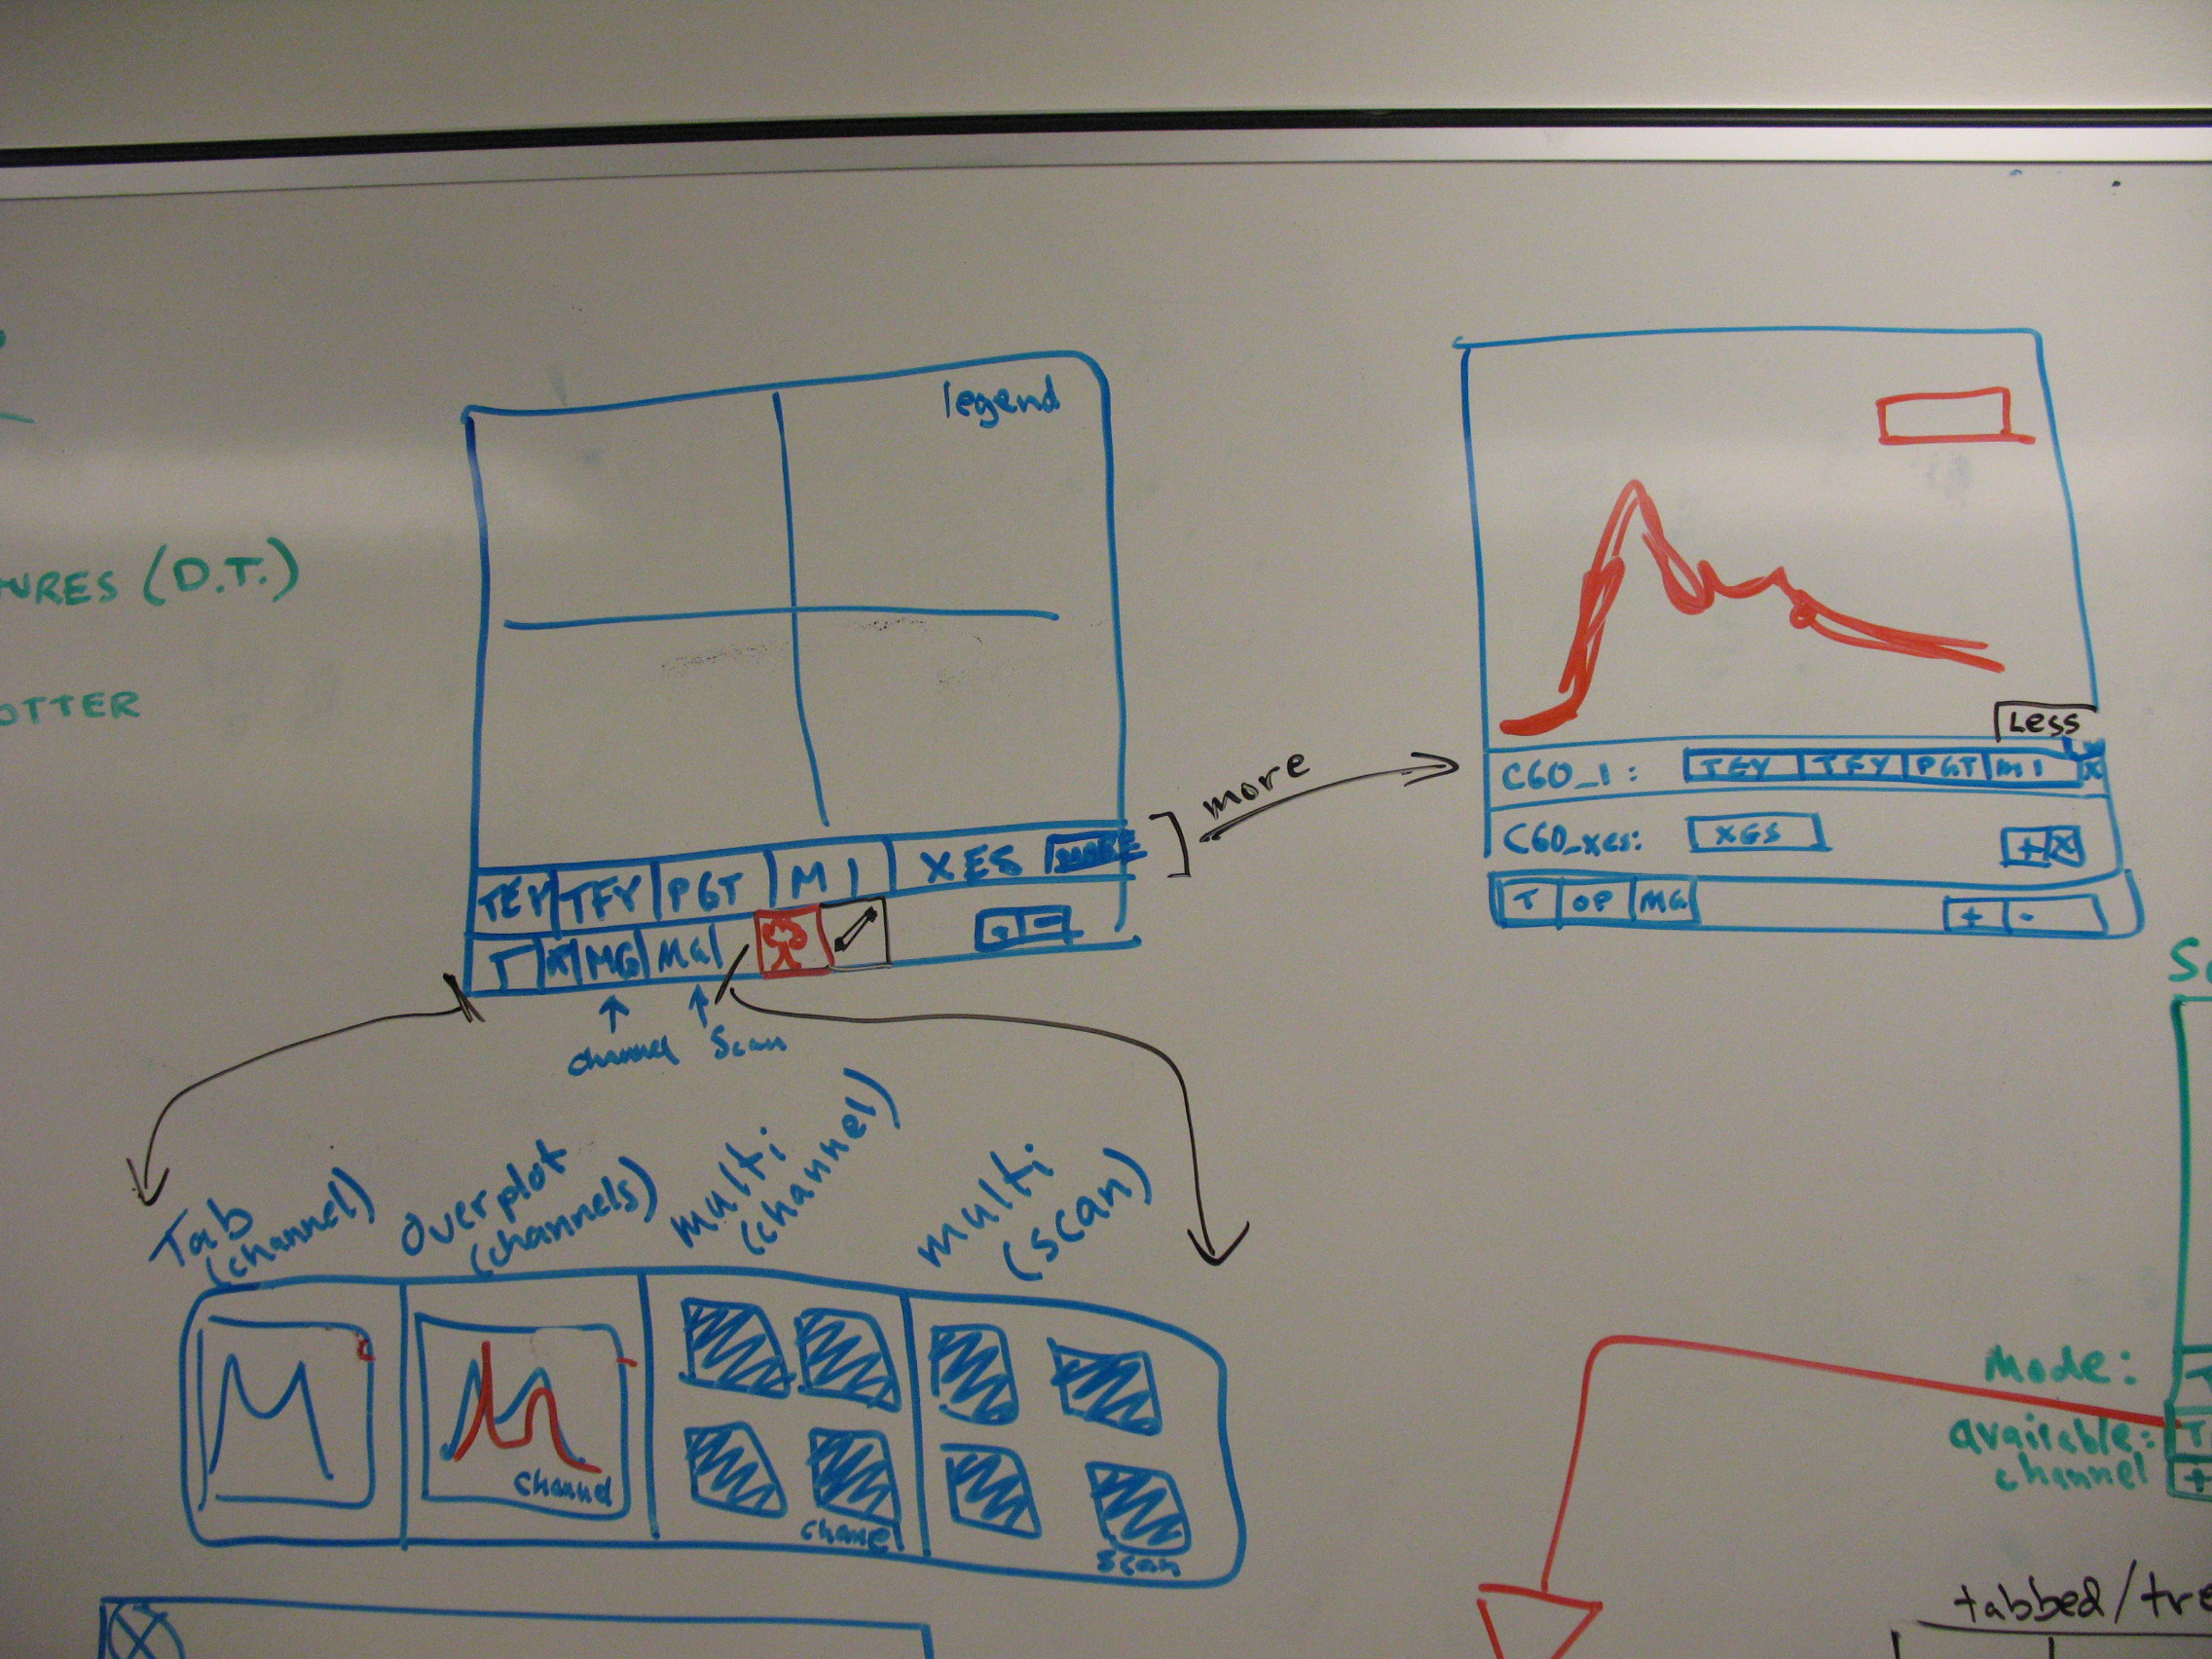 URES (D.T.)
OTTER
legend
TEY TFY PGT MI XES MORE
T MG MG
channel scan
more
LESS
C60_1: TEY TFY PGT MI X
C60_xes: XES + X
T OP MG + -
Tab
(channel)
Overplot
(channels)
multi
(channel)
multi
(scan)
channel
channel
scan
Mode:
available:
channel
+
tabbed/tre